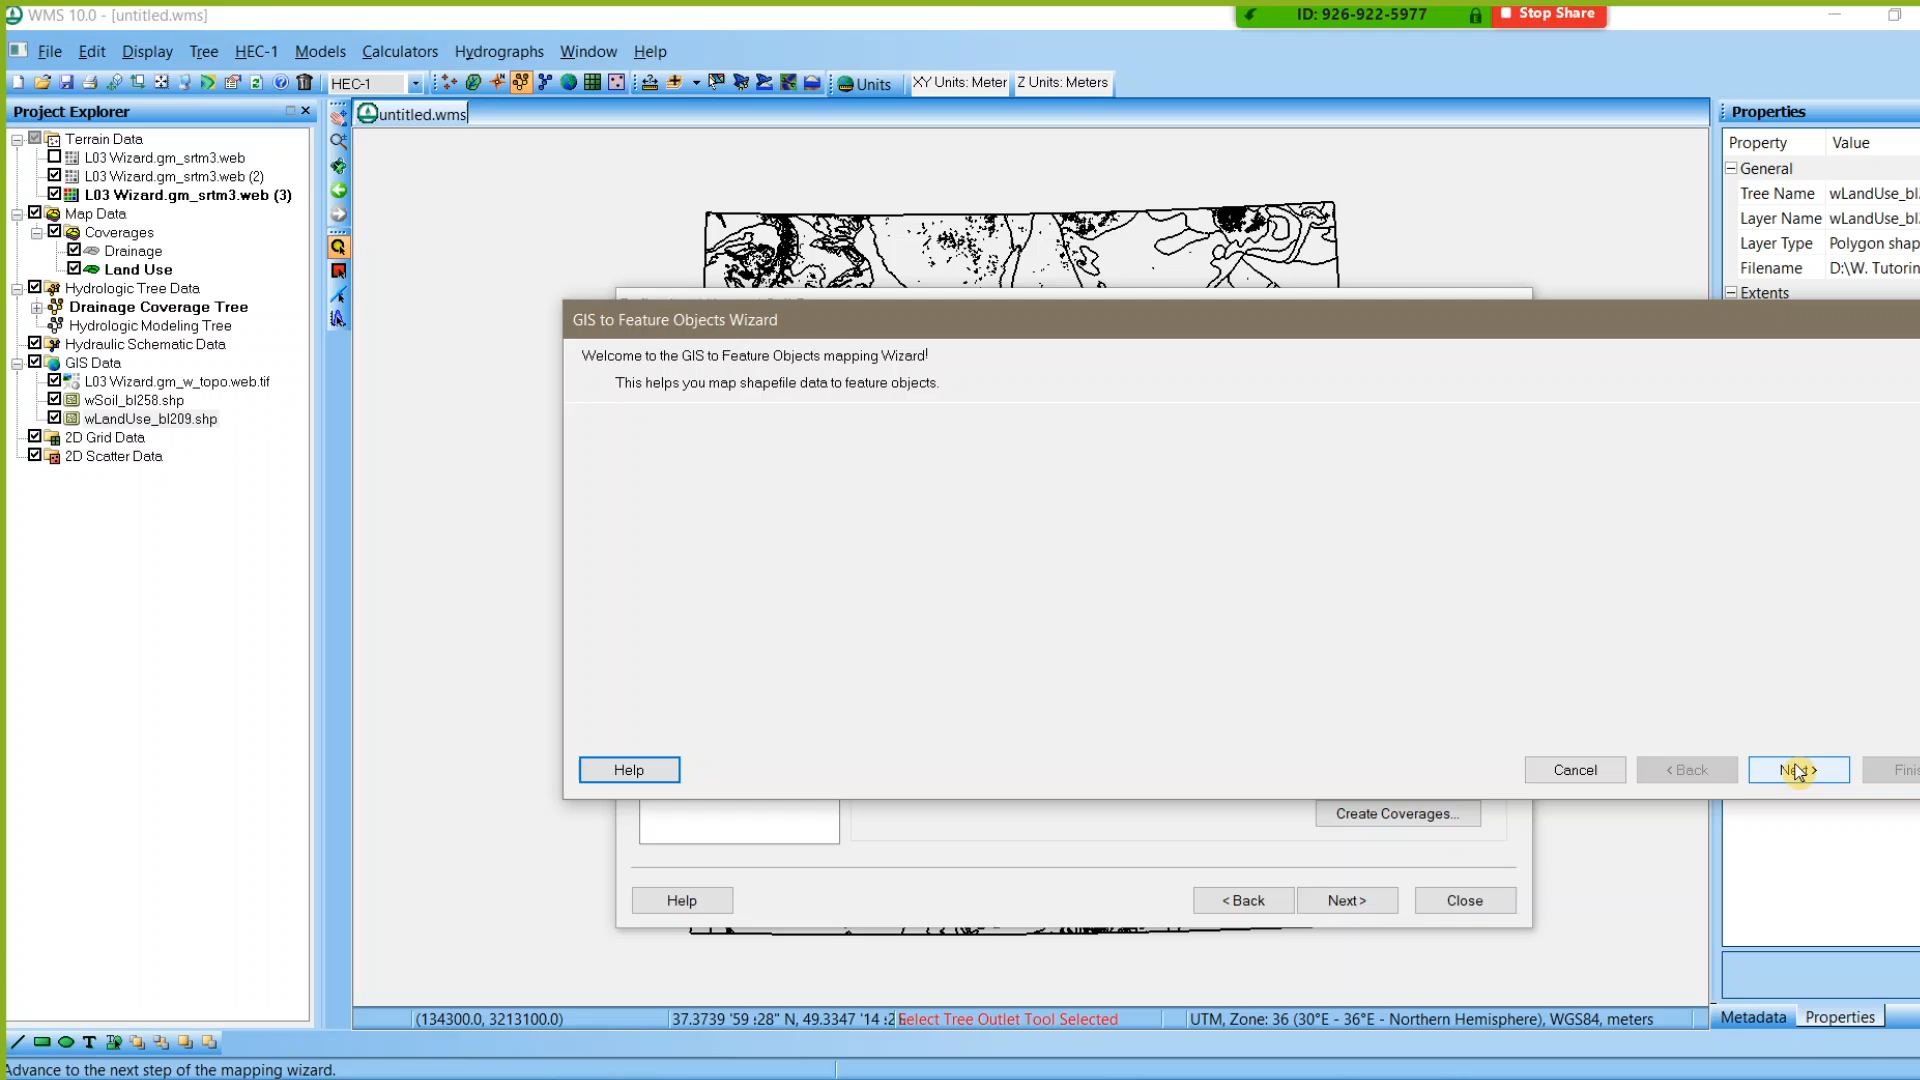 WMS 10.0 - [untitled.wms]
ID: 926-922-5977
Stop Share
File Edit Display Tree HEC-1 Models Calculators Hydrographs Window Help
HEC-1
Units
XY Units: Meter
Z Units: Meters
Project Explorer
untitled.wms
Properties
Terrain Data
L03 Wizard.gm_srtm3.web
L03 Wizard.gm_srtm3.web (2)
L03 Wizard.gm_srtm3.web (3)
Map Data
Coverages
Drainage
Land Use
Hydrologic Tree Data
Drainage Coverage Tree
Hydrologic Modeling Tree
Hydraulic Schematic Data
GIS Data
L03 Wizard.gm_w_topo.web.tif
wSoil_bl258.shp
wLandUse_bl209.shp
2D Grid Data
2D Scatter Data
Property Value
General
Tree Name wLandUse_bl
Layer Name wLandUse_bl
Layer Type Polygon shap
Filename D:\W. Tutorin
Extents
GIS to Feature Objects Wizard
Welcome to the GIS to Feature Objects mapping Wizard!
This helps you map shapefile data to feature objects.
Help
Cancel
< Back
Next >
Finis
Create Coverages...
Help
< Back
Next >
Close
(134300.0, 3213100.0)
Select Tree Outlet Tool Selected
UTM, Zone: 36 (30°E - 36°E - Northern Hemisphere), WGS84, meters
Metadata
Properties
Advance to the next step of the mapping wizard.